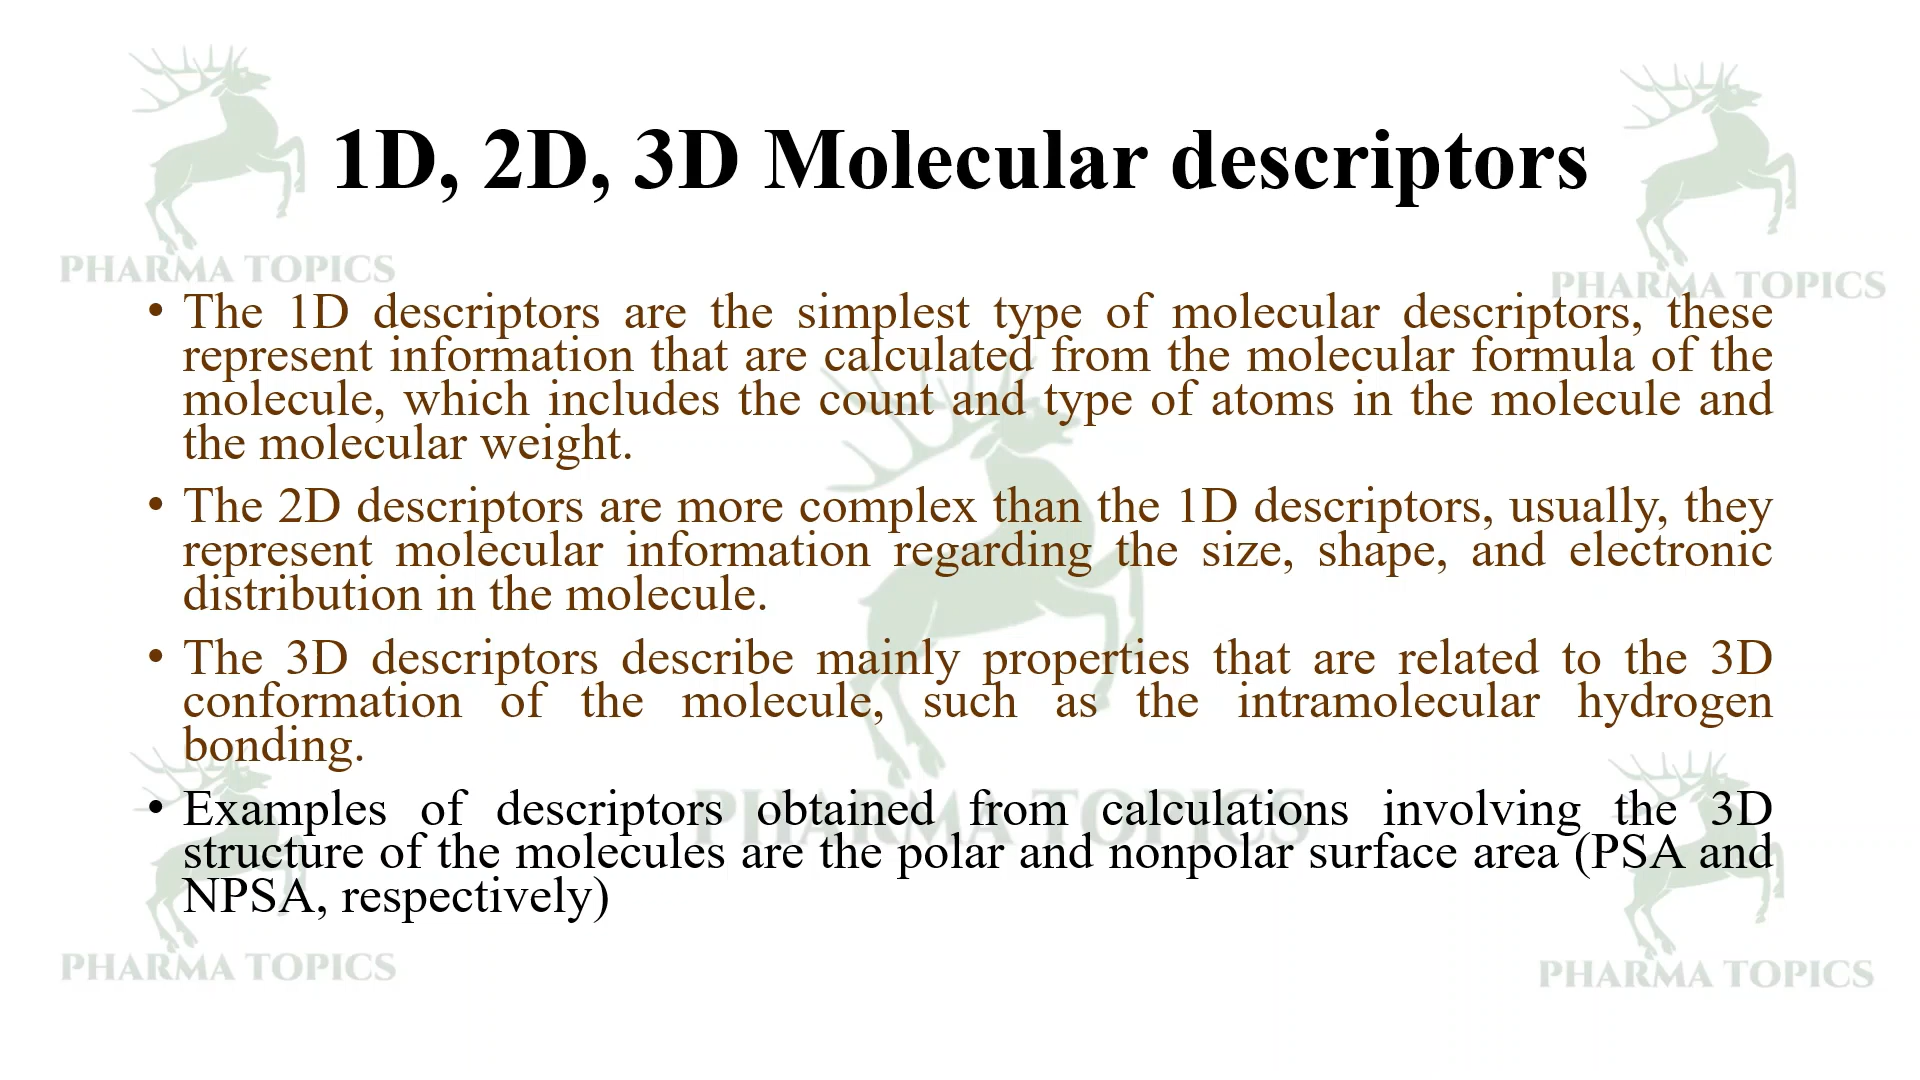 1D, 2D, 3D Molecular descriptors
PHARMA TOPICS
PHARMA TOPICS
• The 1D descriptors are the simplest type of molecular descriptors, these
represent information that are calculated from the molecular formula of the
molecule, which includes the count and type of atoms in the molecule and
the molecular weight.
• The 2D descriptors are more complex than the 1D descriptors, usually, they
represent molecular information regarding the size, shape, and electronic
distribution in the molecule.
• The 3D descriptors describe mainly properties that are related to the 3D
conformation of the molecule, such as the intramolecular hydrogen
bonding.
PHARMA TOPICS
• Examples of descriptors obtained from calculations involving the 3D
structure of the molecules are the polar and nonpolar surface area (PSA and
NPSA, respectively)
PHARMA TOPICS
PHARMA TOPICS